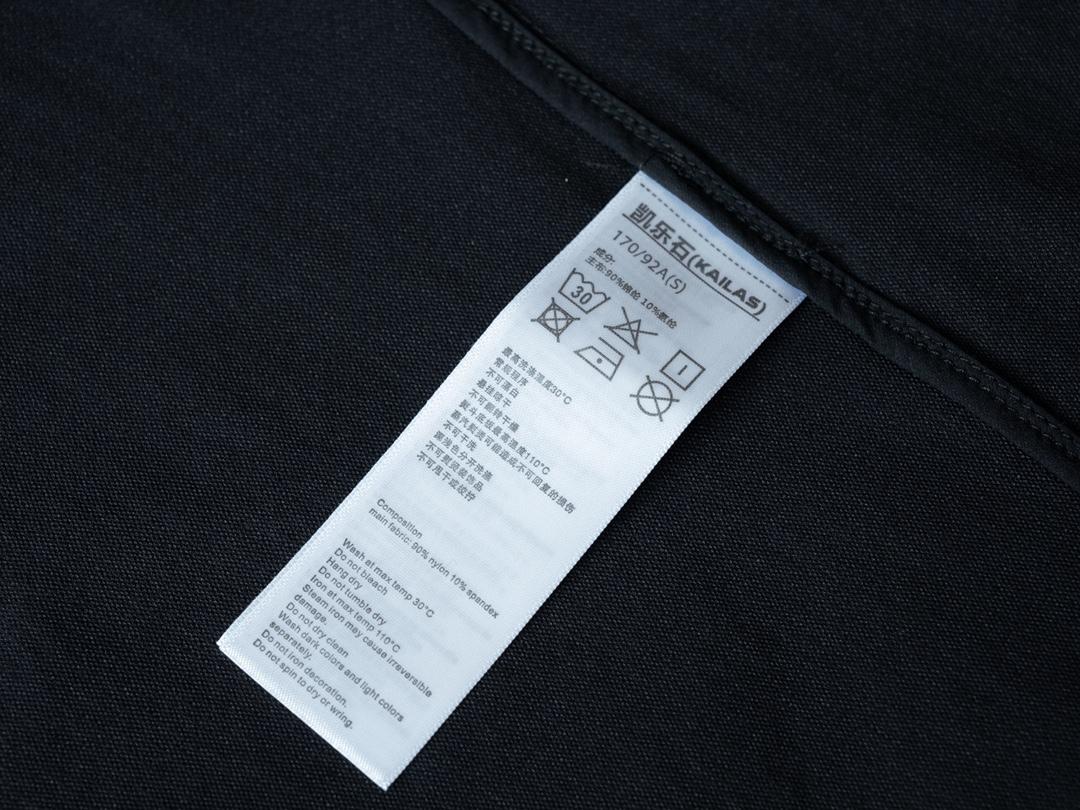 凯乐石(KAILAS)
170/92A(S)
成分:
主布:90%锦纶 10%氨纶
30
最高洗涤温度30°C
常规程序
不可漂白
悬挂晾干
不可翻转干燥
熨斗底板最高温度110°C
蒸汽熨烫可能造成不可回复的损伤
不可干洗
深浅色分开洗涤
不可熨烫装饰品
不可甩干或绞拧
Composition
main fabric: 90% nylon 10% spandex
Wash at max temp 30°C
Do not bleach
Hang dry
Do not tumble dry
Iron at max temp 110°C
Steam iron may cause irreversible
damage.
Do not dry clean
Wash dark colors and light colors
separately.
Do not iron decoration.
Do not spin to dry or wring.